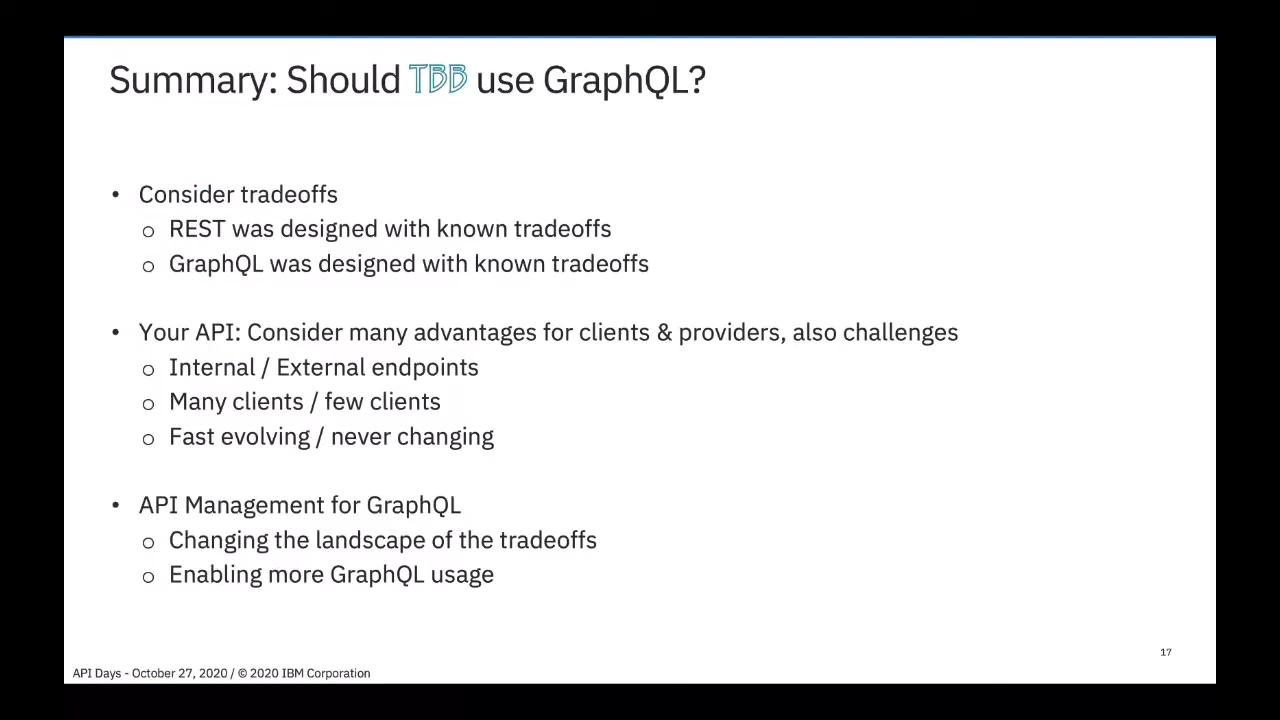 Summary: Should TBB use GraphQL?
• Consider tradeoffs
o REST was designed with known tradeoffs
o GraphQL was designed with known tradeoffs
• Your API: Consider many advantages for clients & providers, also challenges
o Internal / External endpoints
o Many clients / few clients
o Fast evolving / never changing
• API Management for GraphQL
o Changing the landscape of the tradeoffs
o Enabling more GraphQL usage
17
API Days - October 27, 2020 / © 2020 IBM Corporation